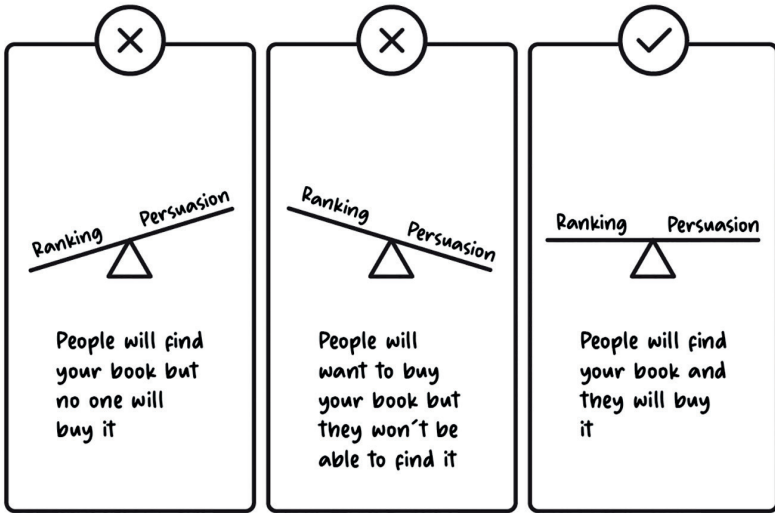 Ranking
Persuasion
People will find
your book but
no one will
buy it
Ranking
Persuasion
People will
want to buy
your book but
they won´t be
able to find it
Ranking
Persuasion
People will find
your book and
they will buy
it